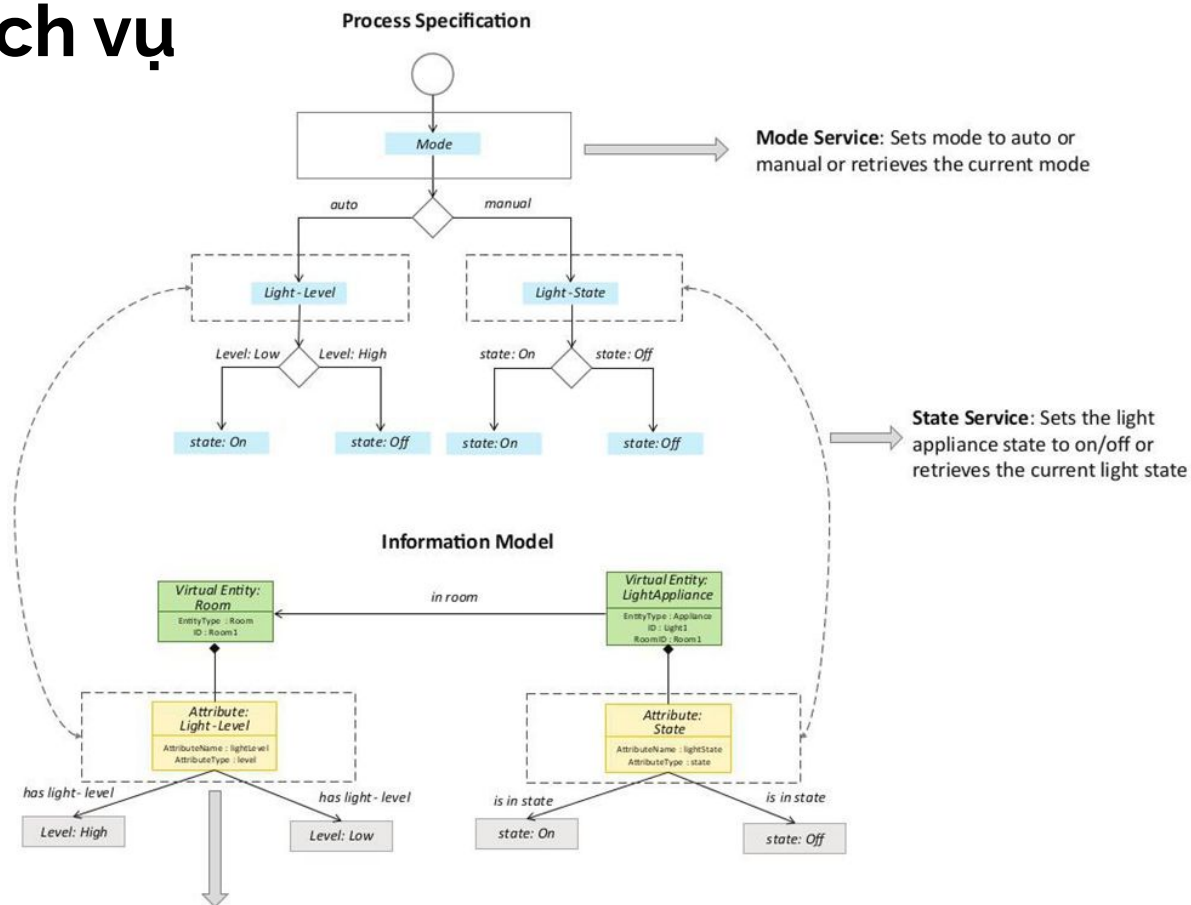 ch vụ
Process Specification
Mode
Mode Service: Sets mode to auto or
manual or retrieves the current mode
auto
manual
Light-Level
Light-State
Level: Low
Level: High
state: On
state: Off
state: On
state: Off
state: On
state: Off
State Service: Sets the light
appliance state to on/off or
retrieves the current light state
Information Model
Virtual Entity:
Room
EntityType : Room
ID : Room1
in room
Virtual Entity:
LightAppliance
EntityType : Appliance
ID : Light1
RoomID : Room1
Attribute:
Light-Level
AttributeName : lightLevel
AttributeType : level
Attribute:
State
AttributeName : lightState
AttributeType : state
has light-level
has light-level
is in state
is in state
Level: High
Level: Low
state: On
state: Off